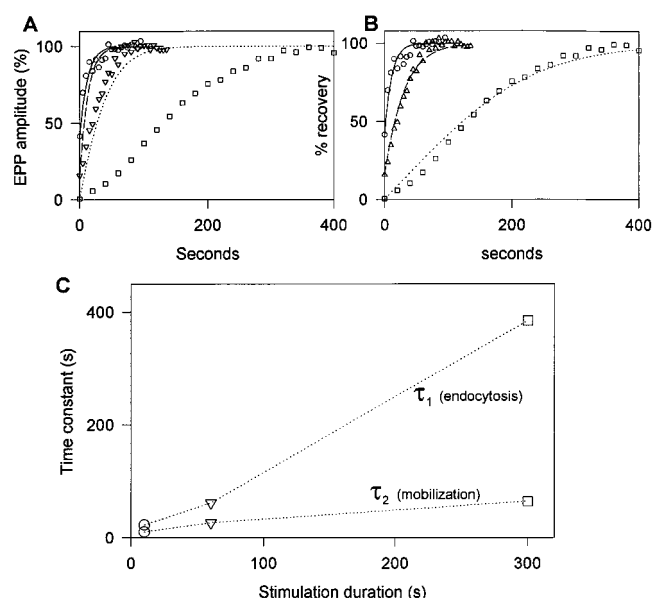 A
B
EPP amplitude (%)
100
50
0
0
200
400
Seconds
% recovery
100
50
0
0
200
400
seconds
C
Time constant (s)
400
200
0
τ1 (endocytosis)
τ2 (mobilization)
0
100
200
300
Stimulation duration (s)